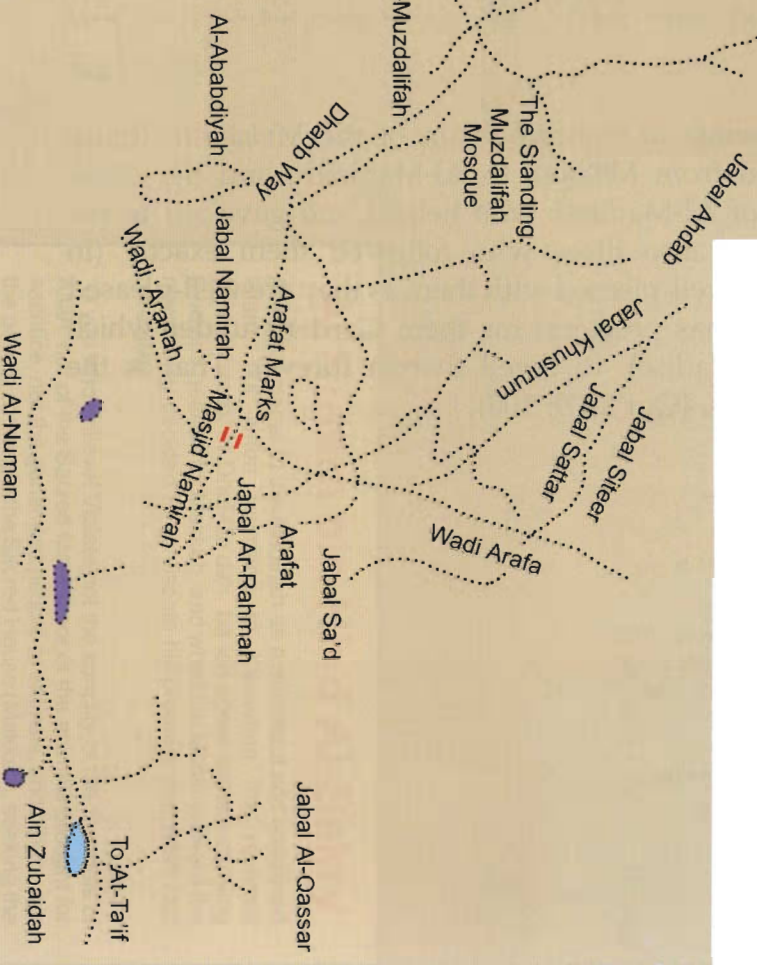 Muzdalifah
Al-Ababdiyah
Dhabb Way
The Standing
Muzdalifah
Mosque
Jabal Ahdab
Jabal Namirah
Wadi Aranah
Arafat Marks
Jabal Khushrum
Jabal Sattar
Jabal Siteer
Masjid Namirah
Wadi Al-Numan
Jabal Ar-Rahmah
Arafat
Jabal Sa'd
Wadi Arafa
Jabal Al-Qassar
To At-Ta'if
Ain Zubaidah